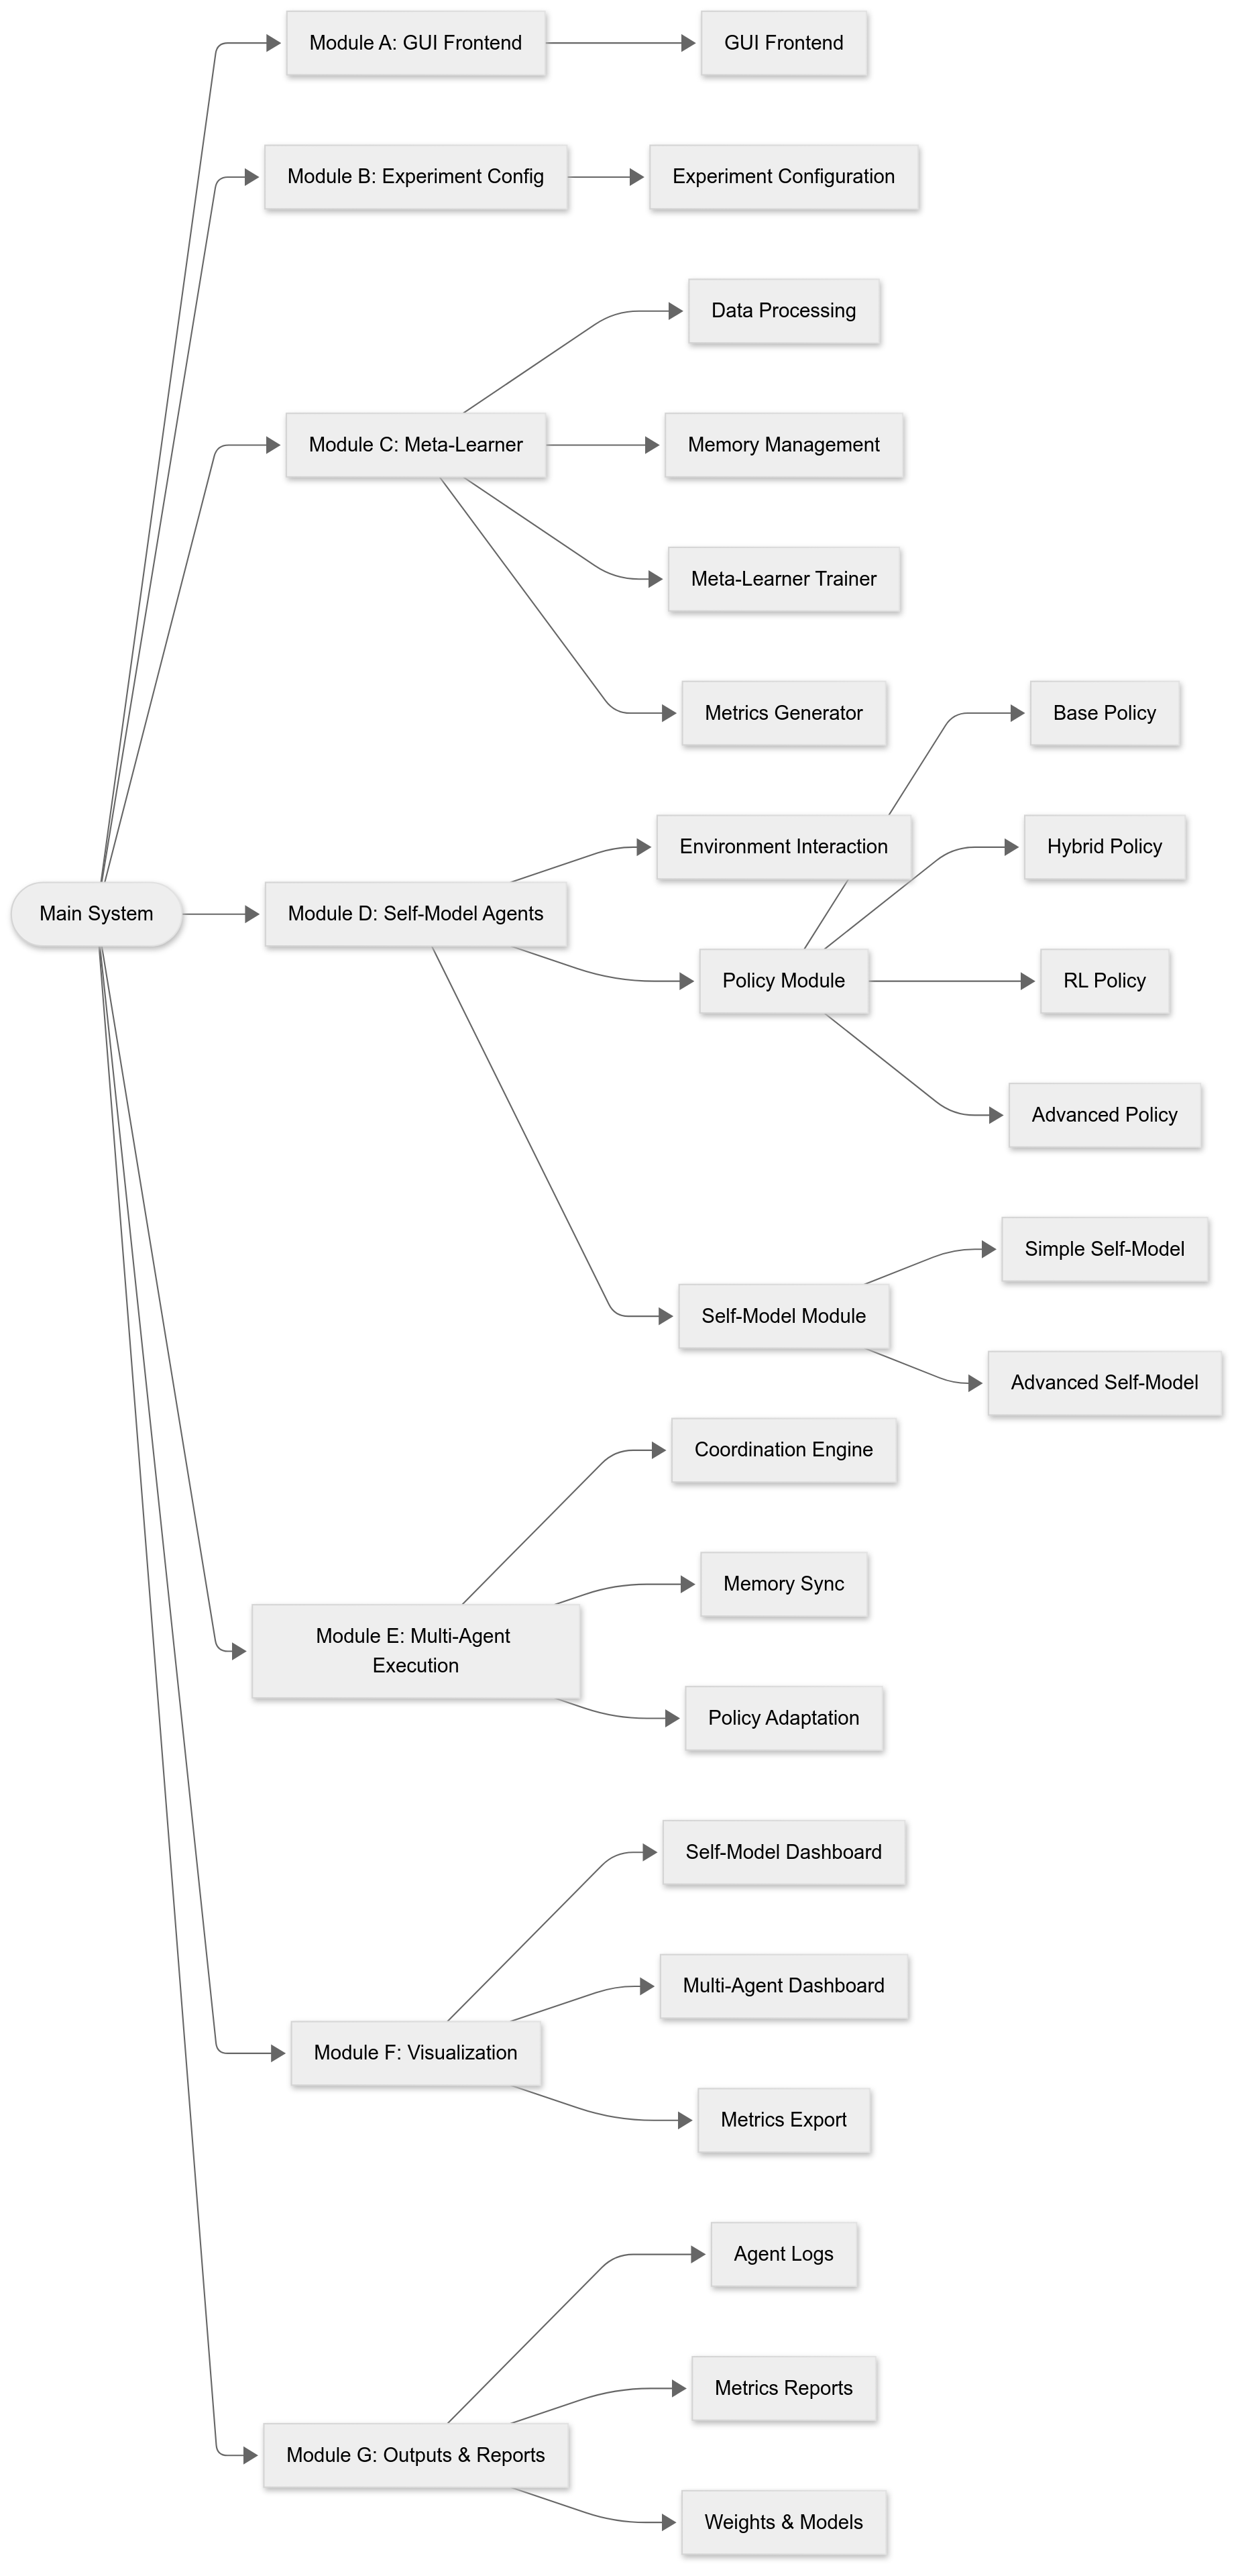 Module A: GUI Frontend
GUI Frontend
Module B: Experiment Config
Experiment Configuration
Data Processing
Module C: Meta-Learner
Memory Management
Meta-Learner Trainer
Metrics Generator
Base Policy
Environment Interaction
Hybrid Policy
Main System
Module D: Self-Model Agents
Policy Module
RL Policy
Advanced Policy
Simple Self-Model
Self-Model Module
Advanced Self-Model
Coordination Engine
Memory Sync
Module E: Multi-Agent
Execution
Policy Adaptation
Self-Model Dashboard
Multi-Agent Dashboard
Module F: Visualization
Metrics Export
Agent Logs
Metrics Reports
Module G: Outputs & Reports
Weights & Models